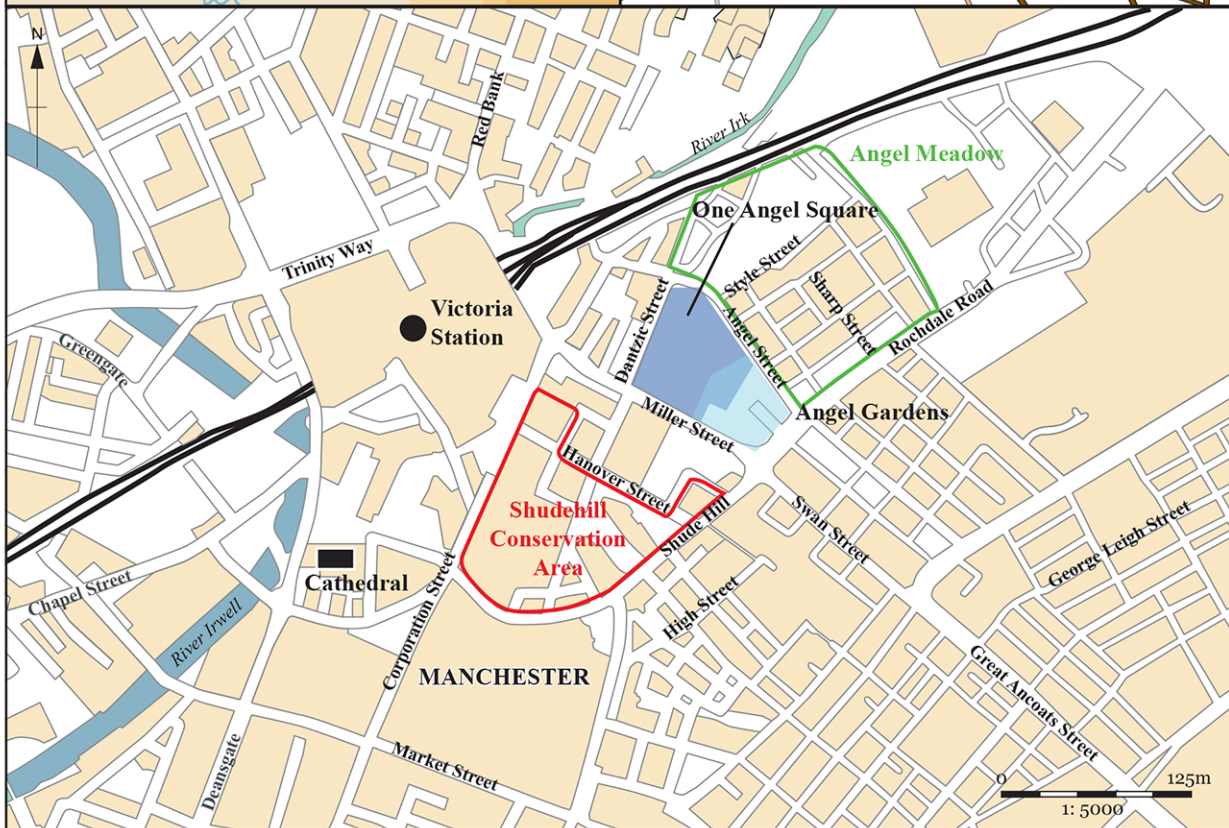 N
Red Bank
River Irk
Angel Meadow
One Angel Square
Trinity Way
Style Street
Sharp Street
Dantzic Street
Victoria
Station
Angel Street
Rochdale Road
Greengate
Miller Street
Angel Gardens
Hanover Street
Shudehill
Conservation
Area
Shude Hill
Swan Street
George Leigh Street
Cathedral
Chapel Street
Corporation Street
High Street
River Irwell
MANCHESTER
Great Ancoats Street
Market Street
Deansgate
0 125m
1: 5000